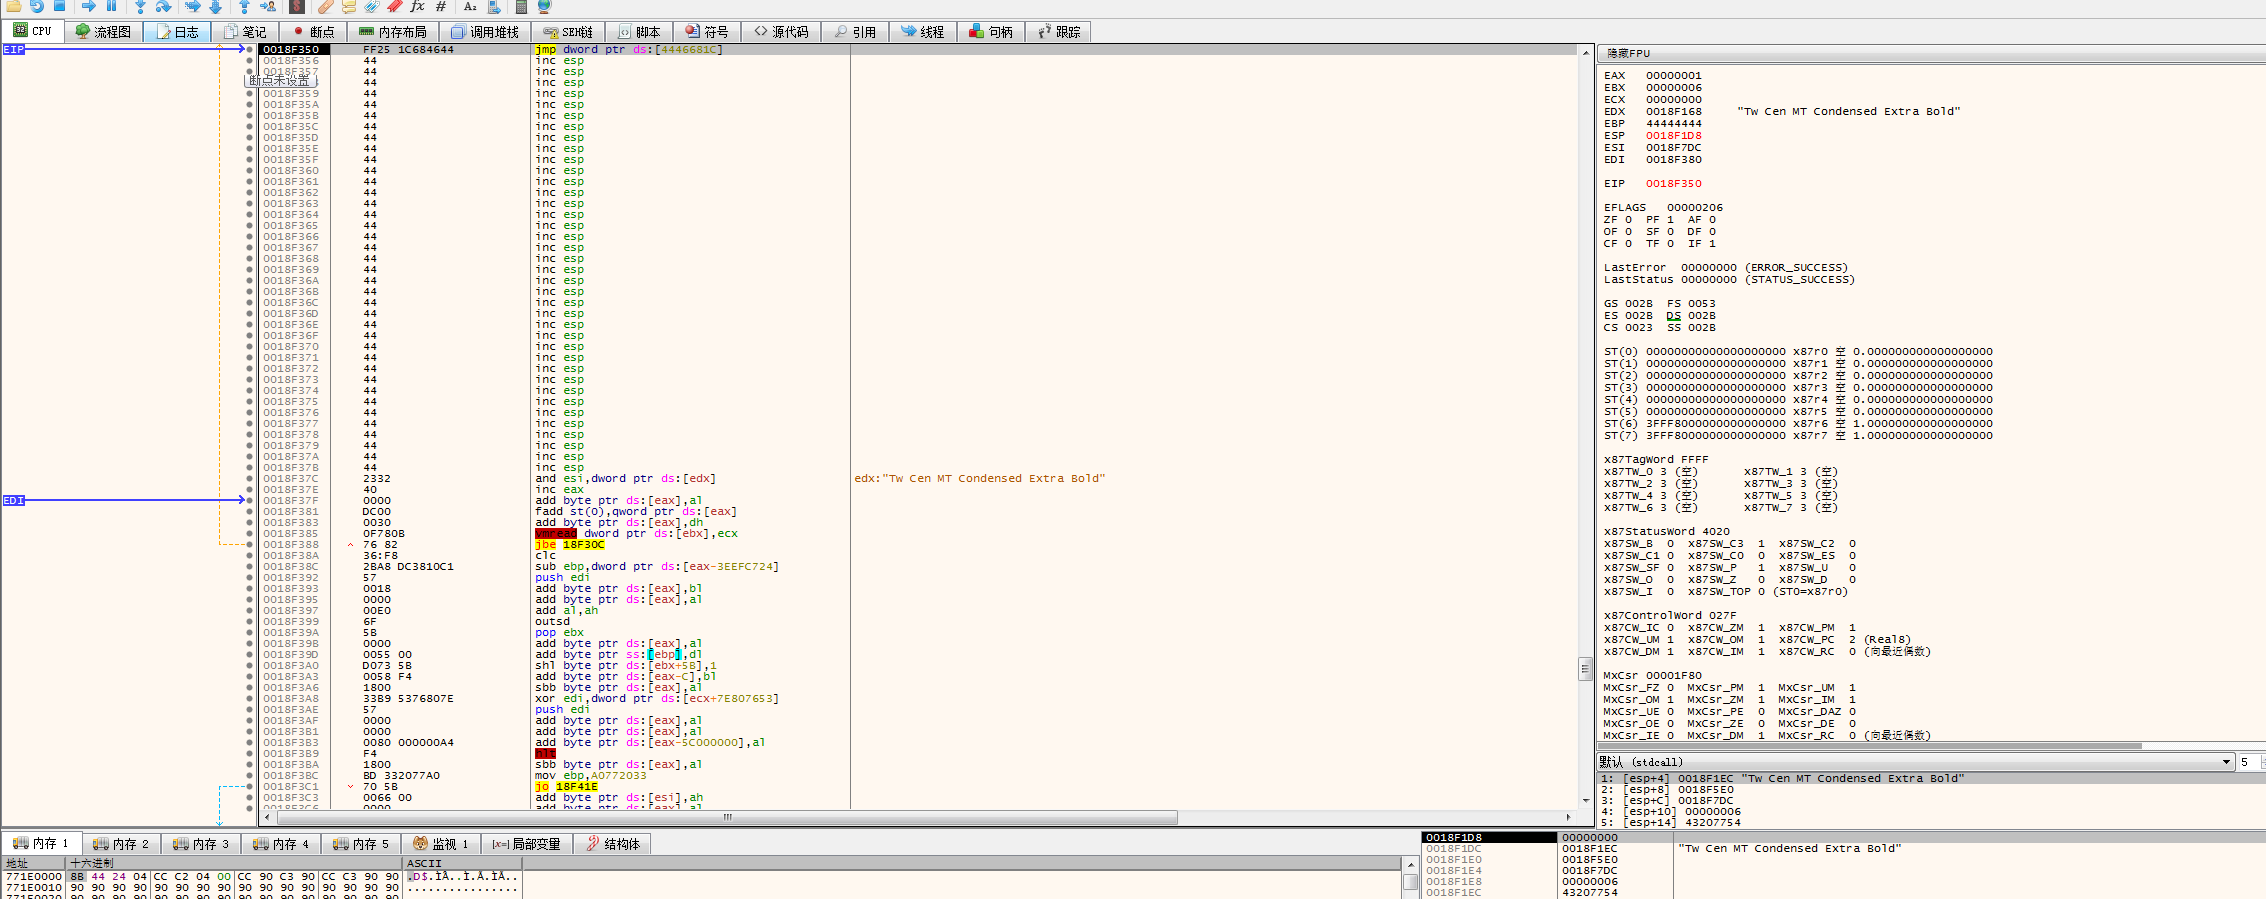 CPU 流程图 日志 笔记 断点 内存布局 调用堆栈 SEH链 脚本 符号 源代码 引用 线程 句柄 跟踪
EIP 0018F350 FF25 1C684644 jmp dword ptr ds:[4446681C]
0018F356 44 inc esp
0018F357 44 inc esp
断点未设置 44 inc esp
0018F359 44 inc esp
0018F35A 44 inc esp
0018F35B 44 inc esp
0018F35C 44 inc esp
0018F35D 44 inc esp
0018F35E 44 inc esp
0018F35F 44 inc esp
0018F360 44 inc esp
0018F361 44 inc esp
0018F362 44 inc esp
0018F363 44 inc esp
0018F364 44 inc esp
0018F365 44 inc esp
0018F366 44 inc esp
0018F367 44 inc esp
0018F368 44 inc esp
0018F369 44 inc esp
0018F36A 44 inc esp
0018F36B 44 inc esp
0018F36C 44 inc esp
0018F36D 44 inc esp
0018F36E 44 inc esp
0018F36F 44 inc esp
0018F370 44 inc esp
0018F371 44 inc esp
0018F372 44 inc esp
0018F373 44 inc esp
0018F374 44 inc esp
0018F375 44 inc esp
0018F376 44 inc esp
0018F377 44 inc esp
0018F378 44 inc esp
0018F379 44 inc esp
0018F37A 44 inc esp
0018F37B 44 inc esp
0018F37C 2332 and esi,dword ptr ds:[edx] edx:"Tw Cen MT Condensed Extra Bold"
0018F37E 40 inc eax
EDI 0018F37F 0000 add byte ptr ds:[eax],al
0018F381 DC00 fadd st(0),qword ptr ds:[eax]
0018F383 0030 add byte ptr ds:[eax],dh
0018F385 0F780B vmread dword ptr ds:[ebx],ecx
0018F388 76 82 jbe 18F30C
0018F38A 36:F8 clc
0018F38C 2BA8 DC3810C1 sub ebp,dword ptr ds:[eax-3EEFC724]
0018F392 57 push edi
0018F393 0018 add byte ptr ds:[eax],bl
0018F395 0000 add byte ptr ds:[eax],al
0018F397 00E0 add al,ah
0018F399 6F outsd
0018F39A 5B pop ebx
0018F39B 0000 add byte ptr ds:[eax],al
0018F39D 0055 00 add byte ptr ss:[ebp],dl
0018F3A0 D073 5B shl byte ptr ds:[ebx+5B],1
0018F3A3 0058 F4 add byte ptr ds:[eax-C],bl
0018F3A6 1800 sbb byte ptr ds:[eax],al
0018F3A8 33B9 5376807E xor edi,dword ptr ds:[ecx+7E807653]
0018F3AE 57 push edi
0018F3AF 0000 add byte ptr ds:[eax],al
0018F3B1 0000 add byte ptr ds:[eax],al
0018F3B3 0080 000000A4 add byte ptr ds:[eax-5C000000],al
0018F3B9 F4 hlt
0018F3BA 1800 sbb byte ptr ds:[eax],al
0018F3BC BD 332077A0 mov ebp,A0772033
0018F3C1 70 5B jo 18F41E
0018F3C3 0066 00 add byte ptr ds:[esi],ah
0018F3C6 0000 add byte ptr ds:[eax],al
隐藏FPU
EAX 00000001
EBX 00000006
ECX 00000000
EDX 0018F168 "Tw Cen MT Condensed Extra Bold"
EBP 44444444
ESP 0018F1D8
ESI 0018F7DC
EDI 0018F380
EIP 0018F350
EFLAGS 00000206
ZF 0 PF 1 AF 0
OF 0 SF 0 DF 0
CF 0 TF 0 IF 1
LastError 00000000 (ERROR_SUCCESS)
LastStatus 00000000 (STATUS_SUCCESS)
GS 002B FS 0053
ES 002B DS 002B
CS 0023 SS 002B
ST(0) 00000000000000000000 x87r0 空 0.000000000000000000
ST(1) 00000000000000000000 x87r1 空 0.000000000000000000
ST(2) 00000000000000000000 x87r2 空 0.000000000000000000
ST(3) 00000000000000000000 x87r3 空 0.000000000000000000
ST(4) 00000000000000000000 x87r4 空 0.000000000000000000
ST(5) 00000000000000000000 x87r5 空 0.000000000000000000
ST(6) 3FFF8000000000000000 x87r6 空 1.000000000000000000
ST(7) 3FFF8000000000000000 x87r7 空 1.000000000000000000
x87TagWord FFFF
x87TW_0 3 (空) x87TW_1 3 (空)
x87TW_2 3 (空) x87TW_3 3 (空)
x87TW_4 3 (空) x87TW_5 3 (空)
x87TW_6 3 (空) x87TW_7 3 (空)
x87StatusWord 4020
x87SW_B 0 x87SW_C3 1 x87SW_C2 0
x87SW_C1 0 x87SW_C0 0 x87SW_ES 0
x87SW_SF 0 x87SW_P 1 x87SW_U 0
x87SW_O 0 x87SW_Z 0 x87SW_D 0
x87SW_I 0 x87SW_TOP 0 (ST0=x87r0)
x87ControlWord 027F
x87CW_IC 0 x87CW_ZM 1 x87CW_PM 1
x87CW_UM 1 x87CW_OM 1 x87CW_PC 2 (Real8)
x87CW_DM 1 x87CW_IM 1 x87CW_RC 0 (向最近偶数)
MxCsr 00001F80
MxCsr_FZ 0 MxCsr_PM 1 MxCsr_UM 1
MxCsr_OM 1 MxCsr_ZM 1 MxCsr_IM 1
MxCsr_UE 0 MxCsr_PE 0 MxCsr_DAZ 0
MxCsr_OE 0 MxCsr_ZE 0 MxCsr_DE 0
MxCsr_IE 0 MxCsr_DM 1 MxCsr_RC 0 (向最近偶数)
默认 (stdcall) 5
1: [esp+4] 0018F1EC "Tw Cen MT Condensed Extra Bold"
2: [esp+8] 0018F5E0
3: [esp+C] 0018F7DC
4: [esp+10] 00000006
5: [esp+14] 43207754
内存 1 内存 2 内存 3 内存 4 内存 5 监视 1 [x=] 局部变量 结构体
地址 十六进制 ASCII
771E0000 8B 44 24 04 CC C2 04 00 CC 90 C3 90 CC C3 90 90 .D$.ÌÂ..Ì.Ã.ÌÃ..
771E0010 90 90 90 90 90 90 90 90 90 90 90 90 90 90 90 90 ................
771E0020 90 90 90 90 90 90 90 90 90 90 90 90 90 90 90 90
0018F1D8 00000000
0018F1DC 0018F1EC "Tw Cen MT Condensed Extra Bold"
0018F1E0 0018F5E0
0018F1E4 0018F7DC
0018F1E8 00000006
0018F1EC 43207754